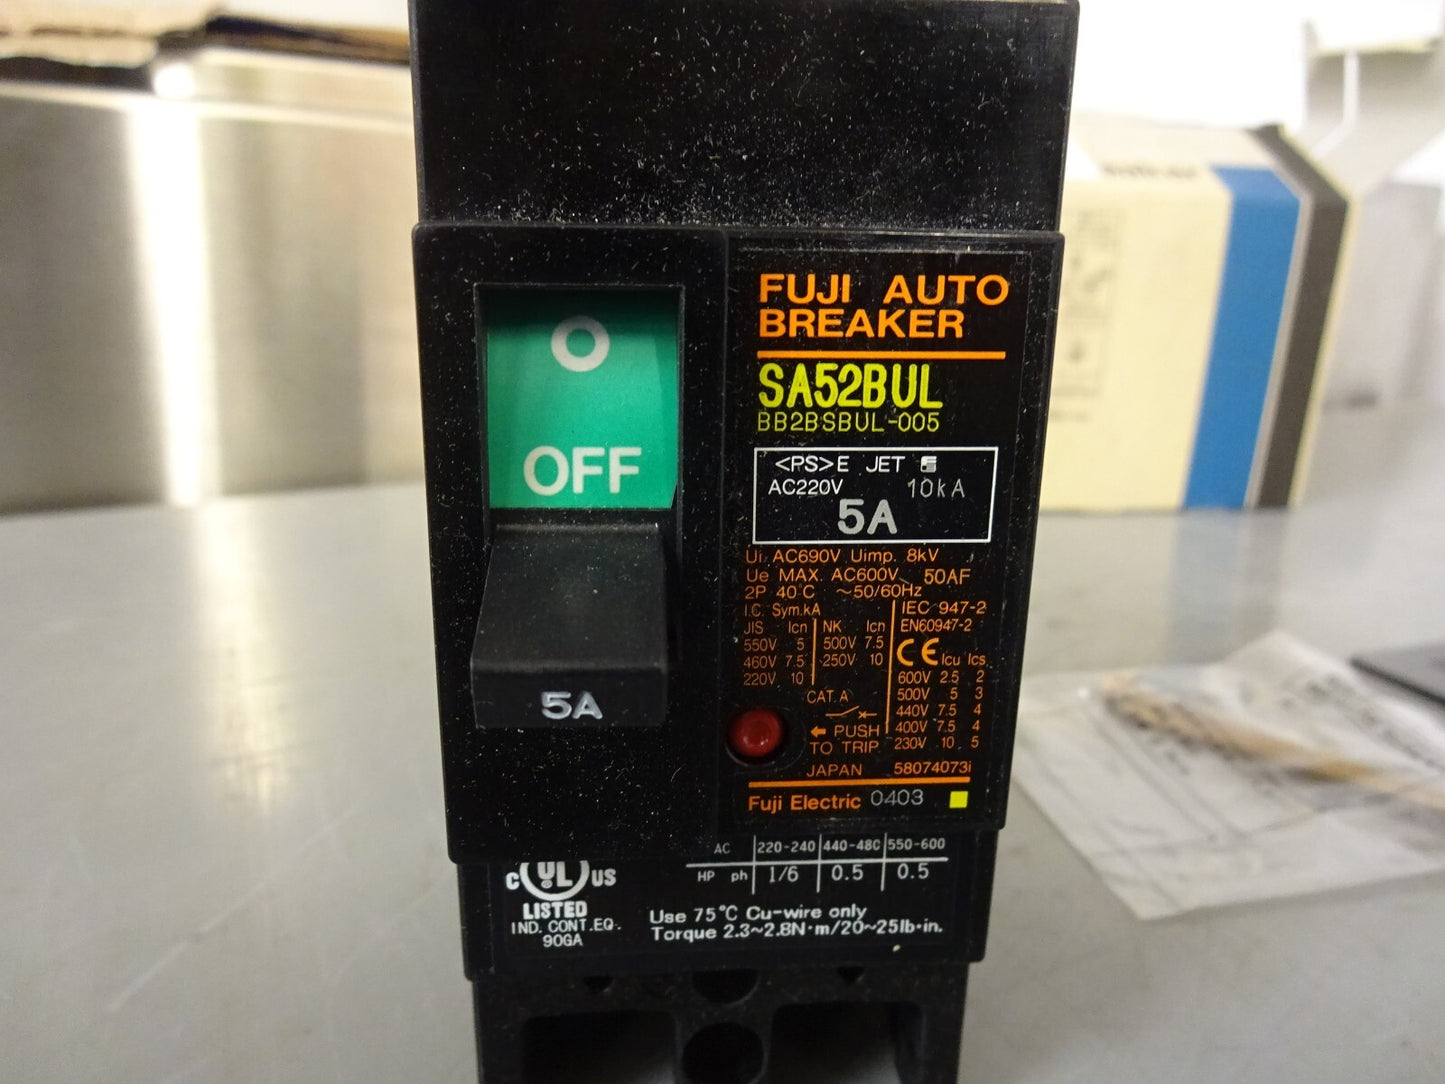 O
OFF
5A
FUJI AUTO
BREAKER
SA52BUL
BB2BSBUL-005
<PS>E JET
AC220V 10kA
5A
Ui AC690V Uimp. 8kV
Ue MAX. AC600V 50AF
2P 40°C ~50/60Hz
I.C. Sym.kA
JIS Icn
550V 5
460V 7.5
220V 10
NK Icn
500V 7.5
250V 10
IEC 947-2
EN60947-2
CE Icu Ics
600V 2.5 2
500V 5 3
440V 7.5 4
400V 7.5 4
230V 10 5
CAT. A
← PUSH
TO TRIP
JAPAN 58074073i
Fuji Electric 0403
AC 220-240 440-480 550-600
HP ph 1/6 0.5 0.5
C UL ® US
LISTED
IND. CONT.EQ.
90GA
Use 75°C Cu-wire only
Torque 2.3~2.8N·m/20~25lb·in.